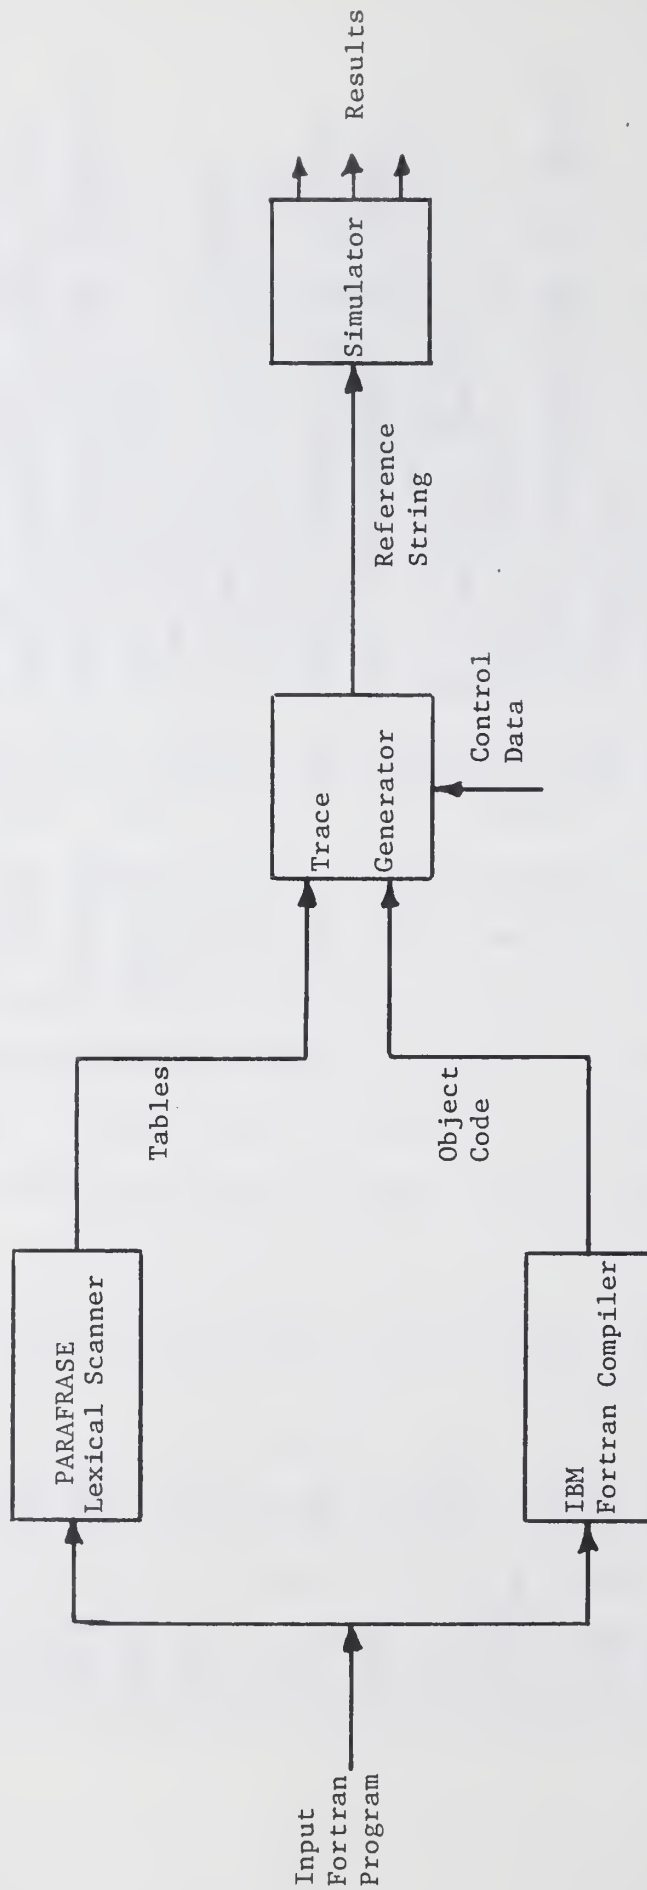 Input
Fortran
Program
PARAFRASE
Lexical Scanner
IBM
Fortran Compiler
Tables
Object
Code
Trace
Generator
Control
Data
Reference
String
Simulator
Results